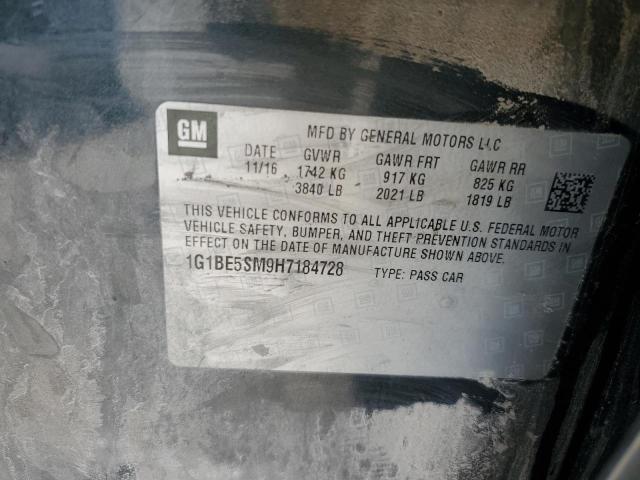 GM
MFD BY GENERAL MOTORS LLC
DATE GVWR GAWR FRT GAWR RR
11/16 1742 KG 917 KG 825 KG
3840 LB 2021 LB 1819 LB
THIS VEHICLE CONFORMS TO ALL APPLICABLE U.S. FEDERAL MOTOR
VEHICLE SAFETY, BUMPER, AND THEFT PREVENTION STANDARDS IN
EFFECT ON THE DATE OF MANUFACTURE SHOWN ABOVE.
1G1BE5SM9H7184728 TYPE: PASS CAR